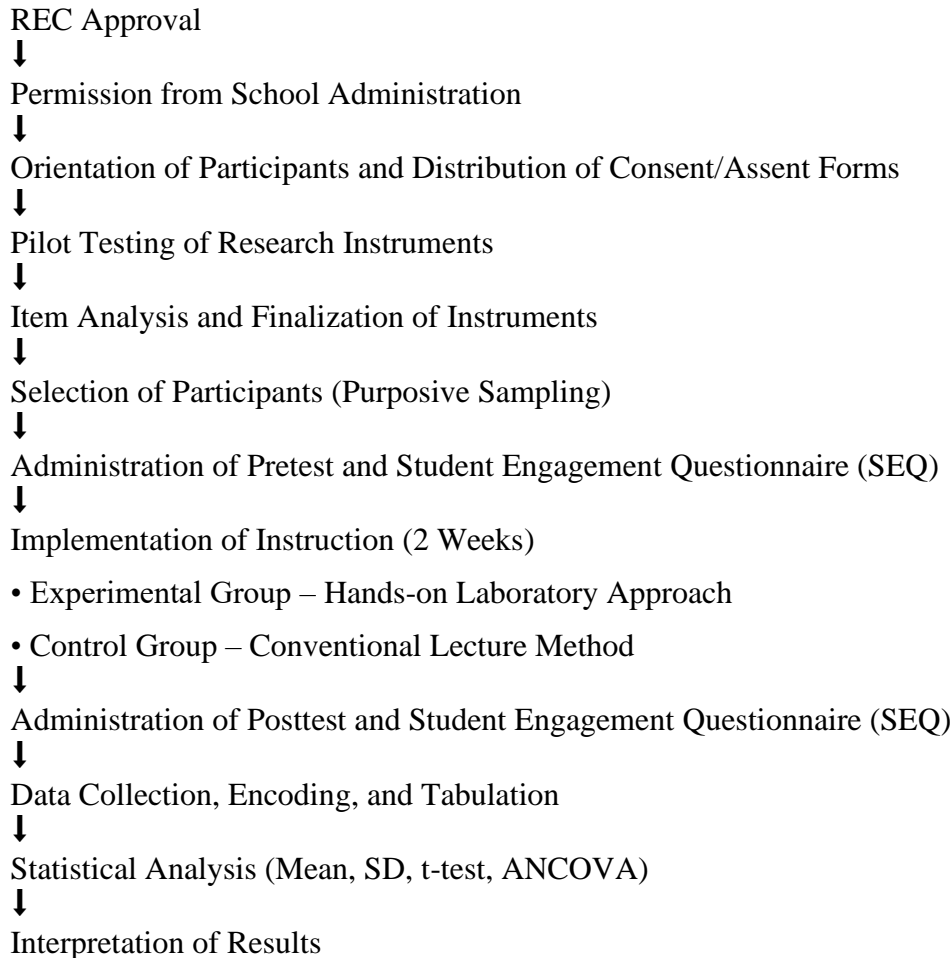 REC Approval
⬇
Permission from School Administration
⬇
Orientation of Participants and Distribution of Consent/Assent Forms
⬇
Pilot Testing of Research Instruments
⬇
Item Analysis and Finalization of Instruments
⬇
Selection of Participants (Purposive Sampling)
⬇
Administration of Pretest and Student Engagement Questionnaire (SEQ)
⬇
Implementation of Instruction (2 Weeks)
• Experimental Group – Hands-on Laboratory Approach
• Control Group – Conventional Lecture Method
⬇
Administration of Posttest and Student Engagement Questionnaire (SEQ)
⬇
Data Collection, Encoding, and Tabulation
⬇
Statistical Analysis (Mean, SD, t-test, ANCOVA)
⬇
Interpretation of Results